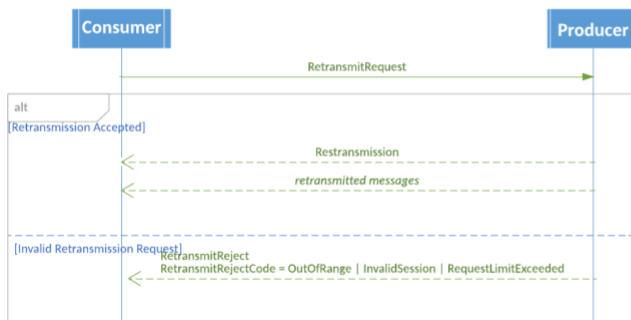 Consumer
Producer
RetransmitRequest
alt
[Retransmission Accepted]
Restransmission
retransmitted messages
[Invalid Retransmission Request]
RetransmitReject
RetransmitRejectCode = OutOfRange | InvalidSession | RequestLimitExceeded